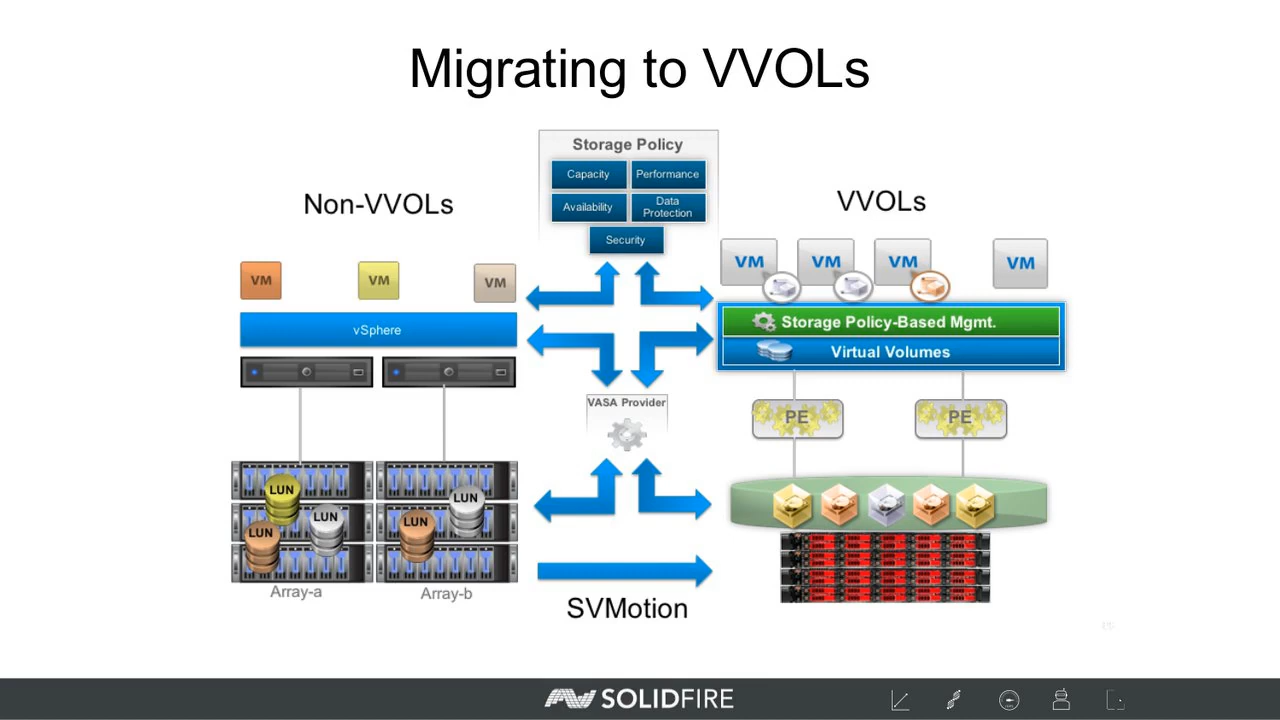 Migrating to VVOLs
Storage Policy
Capacity
Performance
Availability
Data
Protection
Security
Non-VVOLs
VVOLs
VM
VM
VM
VM
VM
VM
VM
vSphere
Storage Policy-Based Mgmt.
Virtual Volumes
VASA Provider
PE
PE
LUN
LUN
LUN
LUN
LUN
Array-a
Array-b
SVMotion
SOLIDFIRE